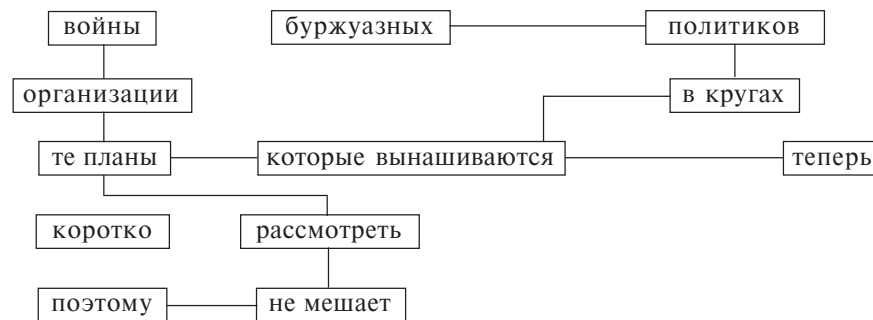 войны буржуазных политиков
организации в кругах
те планы которые вынашиваются теперь
коротко рассмотреть
поэтому не мешает